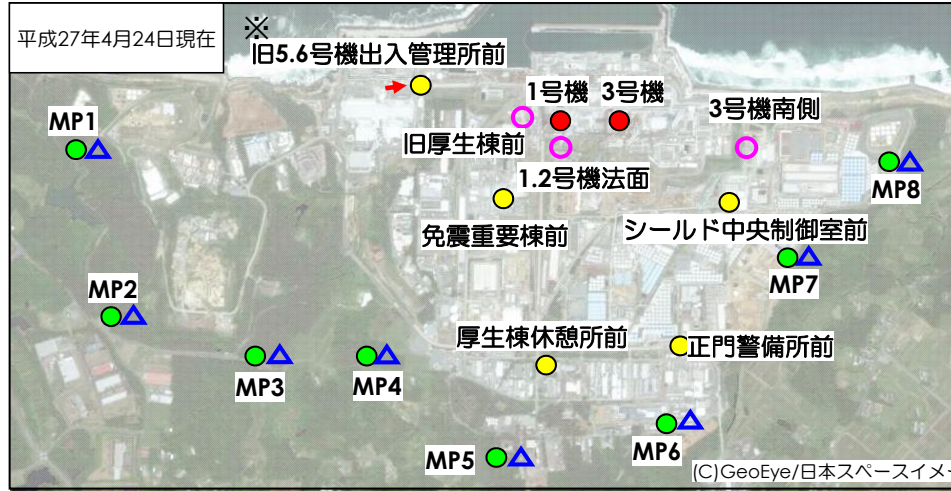 平成27年4月24日現在
※
旧5.6号機出入管理所前
1号機
3号機
3号機南側
MP1
旧厚生棟前
1.2号機法面
MP8
免震重要棟前
シールド中央制御室前
MP7
MP2
厚生棟休憩所前
正門警備所前
MP3
MP4
MP5
MP6
(C)GeoEye/日本スペースイメー